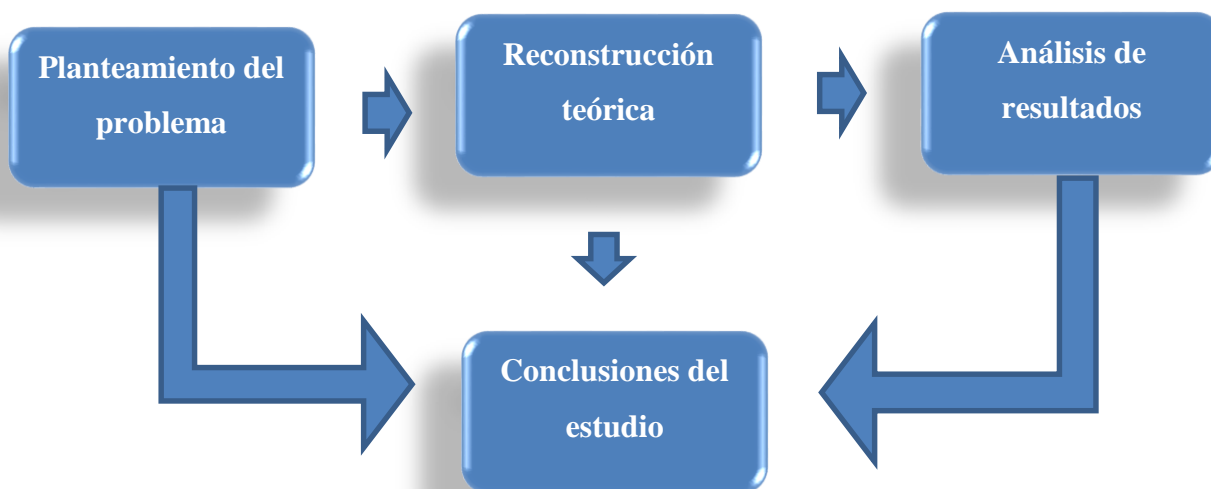 Planteamiento del
problema
Reconstrucción
teórica
Análisis de
resultados
Conclusiones del
estudio